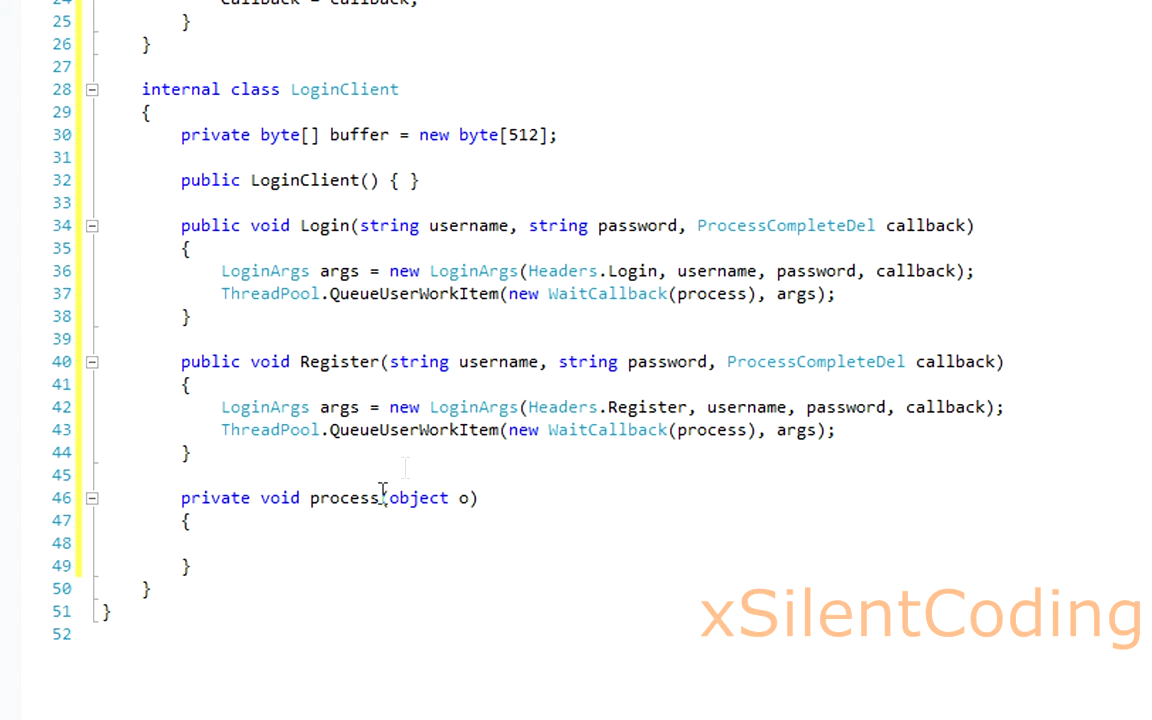 24 Callback = callback;
25 }
26 }
27
28 internal class LoginClient
29 {
30 private byte[] buffer = new byte[512];
31
32 public LoginClient() { }
33
34 public void Login(string username, string password, ProcessCompleteDel callback)
35 {
36 LoginArgs args = new LoginArgs(Headers.Login, username, password, callback);
37 ThreadPool.QueueUserWorkItem(new WaitCallback(process), args);
38 }
39
40 public void Register(string username, string password, ProcessCompleteDel callback)
41 {
42 LoginArgs args = new LoginArgs(Headers.Register, username, password, callback);
43 ThreadPool.QueueUserWorkItem(new WaitCallback(process), args);
44 }
45
46 private void process(object o)
47 {
48
49 }
50 }
51 }
52
xSilentCoding